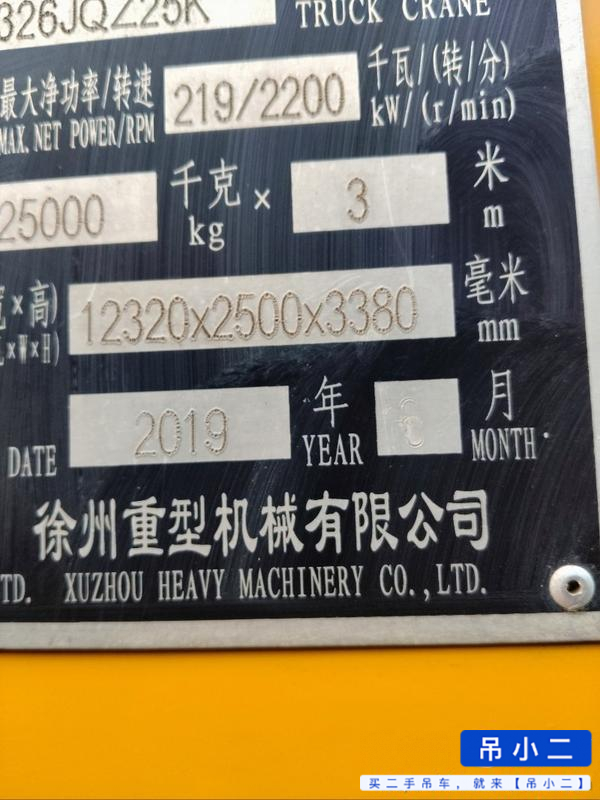 326JQZ25K TRUCK CRANE
最大净功率/转速 219/2200 千瓦/(转/分)
MAX.NET POWER/RPM kW/(r/min)
25000 千克 × 3 米
kg m
宽×高) 12320x2500x3380 毫米
L×W×H) mm
2019 年 月
DATE YEAR MONTH
徐州重型机械有限公司
TD. XUZHOU HEAVY MACHINERY CO.,LTD.
吊小二
买二手吊车，就来【吊小二】